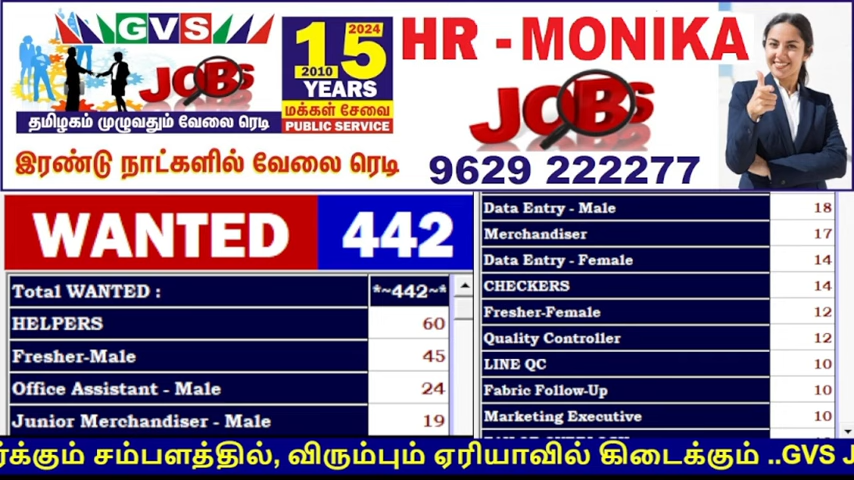 GVS
JOBS
தமிழகம் முழுவதும் வேலை ரெடி
15
2010
2024
YEARS
மக்கள் சேவை
PUBLIC SERVICE
இரண்டு நாட்களில் வேலை ரெடி
HR - MONIKA
JOBS
9629 222277
WANTED 442
Total WANTED : *~442~*
HELPERS 60
Fresher-Male 45
Office Assistant - Male 24
Junior Merchandiser - Male 19
Data Entry - Male 18
Merchandiser 17
Data Entry - Female 14
CHECKERS 14
Fresher-Female 12
Quality Controller 12
LINE QC 10
Fabric Follow-Up 10
Marketing Executive 10
ர்க்கும் சம்பளத்தில், விரும்பும் ஏரியாவில் கிடைக்கும் ..GVS J